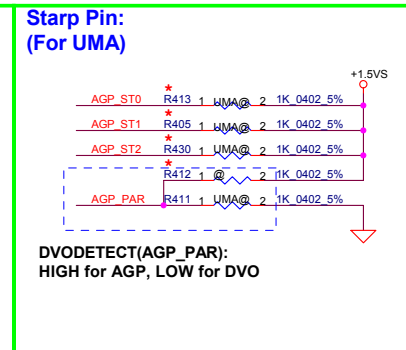 Starp Pin:
(For UMA)
+1.5VS
*
AGP_ST0 R413 1 UMA@ 2 1K_0402_5%
*
AGP_ST1 R405 1 UMA@ 2 1K_0402_5%
*
AGP_ST2 R430 1 UMA@ 2 1K_0402_5%
*
R412 1 @ 2 1K_0402_5%
AGP_PAR R411 1 UMA@ 2 1K_0402_5%
DVODETECT(AGP_PAR):
HIGH for AGP, LOW for DVO